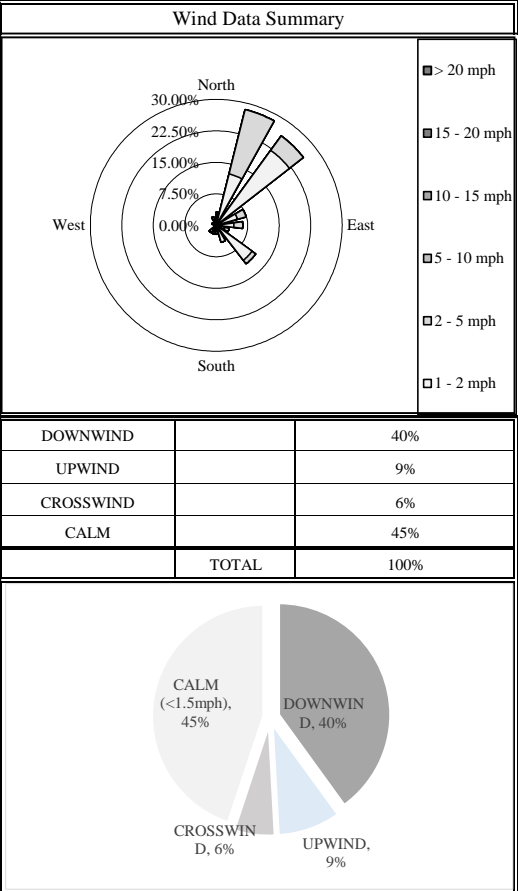 Wind Data Summary
North
30.00%
22.50%
15.00%
7.50%
0.00%
West
East
South
> 20 mph
15 - 20 mph
10 - 15 mph
5 - 10 mph
2 - 5 mph
1 - 2 mph
DOWNWIND 40%
UPWIND 9%
CROSSWIND 6%
CALM 45%
TOTAL 100%
CALM
(<1.5mph),
45%
DOWNWIN
D, 40%
CROSSWIN
D, 6%
UPWIND,
9%